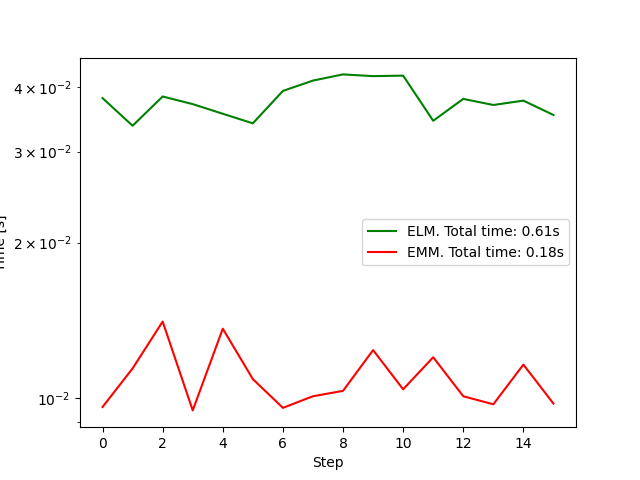 4 × 10⁻²
3 × 10⁻²
2 × 10⁻²
10⁻²
Time [s]
ELM. Total time: 0.61s
EMM. Total time: 0.18s
0 2 4 6 8 10 12 14
Step